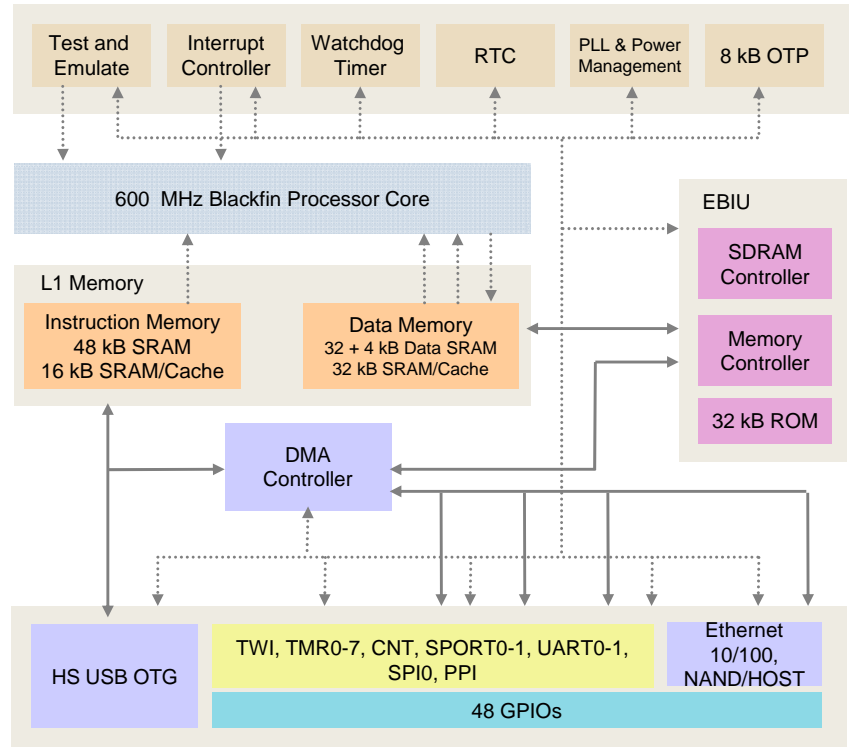 Test and
Emulate
Interrupt
Controller
Watchdog
Timer
RTC
PLL & Power
Management
8 kB OTP
600 MHz Blackfin Processor Core
EBIU
SDRAM
Controller
Memory
Controller
32 kB ROM
L1 Memory
Instruction Memory
48 kB SRAM
16 kB SRAM/Cache
Data Memory
32 + 4 kB Data SRAM
32 kB SRAM/Cache
DMA
Controller
HS USB OTG
TWI, TMR0-7, CNT, SPORT0-1, UART0-1,
SPI0, PPI
Ethernet
10/100,
NAND/HOST
48 GPIOs